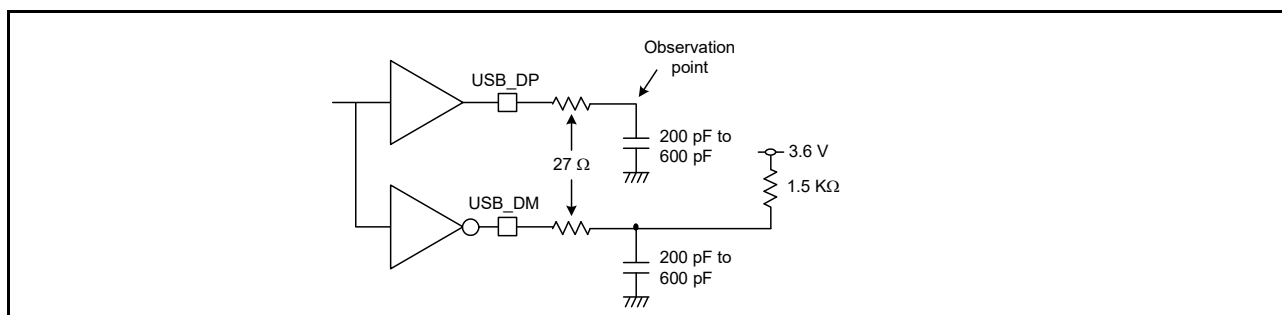 Observation
point
USB_DP
200 pF to
600 pF
3.6 V
27 Ω
1.5 KΩ
USB_DM
200 pF to
600 pF